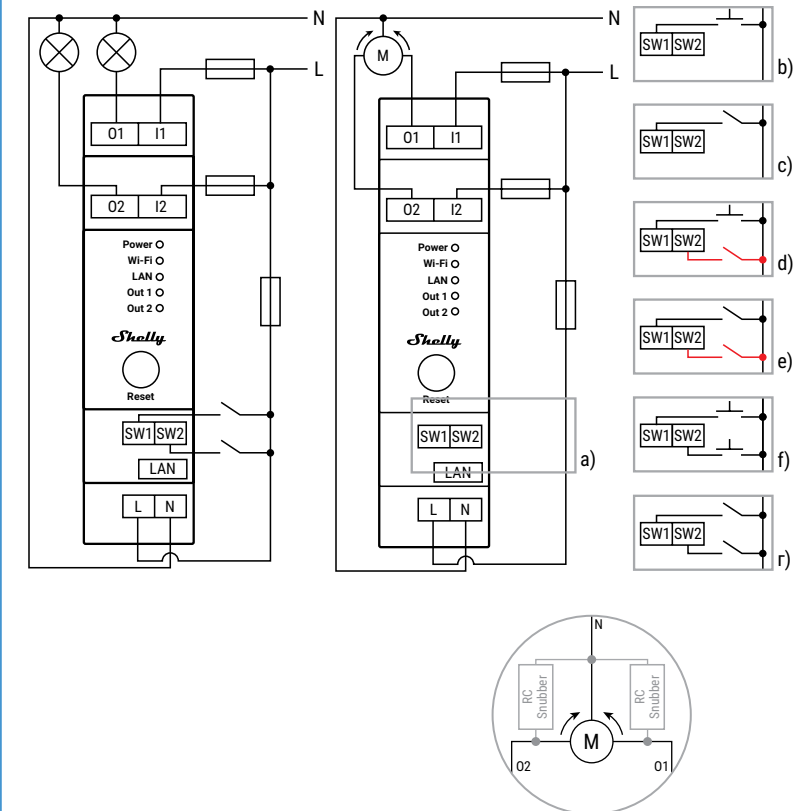 N
L
O1 I1
O2 I2
Power
Wi-Fi
LAN
Out 1
Out 2
Shelly
Reset
SW1 SW2
LAN
L N
N
M
L
O1 I1
O2 I2
Power
Wi-Fi
LAN
Out 1
Out 2
Shelly
Reset
SW1 SW2
a)
LAN
L N
SW1 SW2
b)
SW1 SW2
c)
SW1 SW2
d)
SW1 SW2
e)
SW1 SW2
f)
SW1 SW2
г)
N
RC
Snubber
RC
Snubber
M
O2
O1